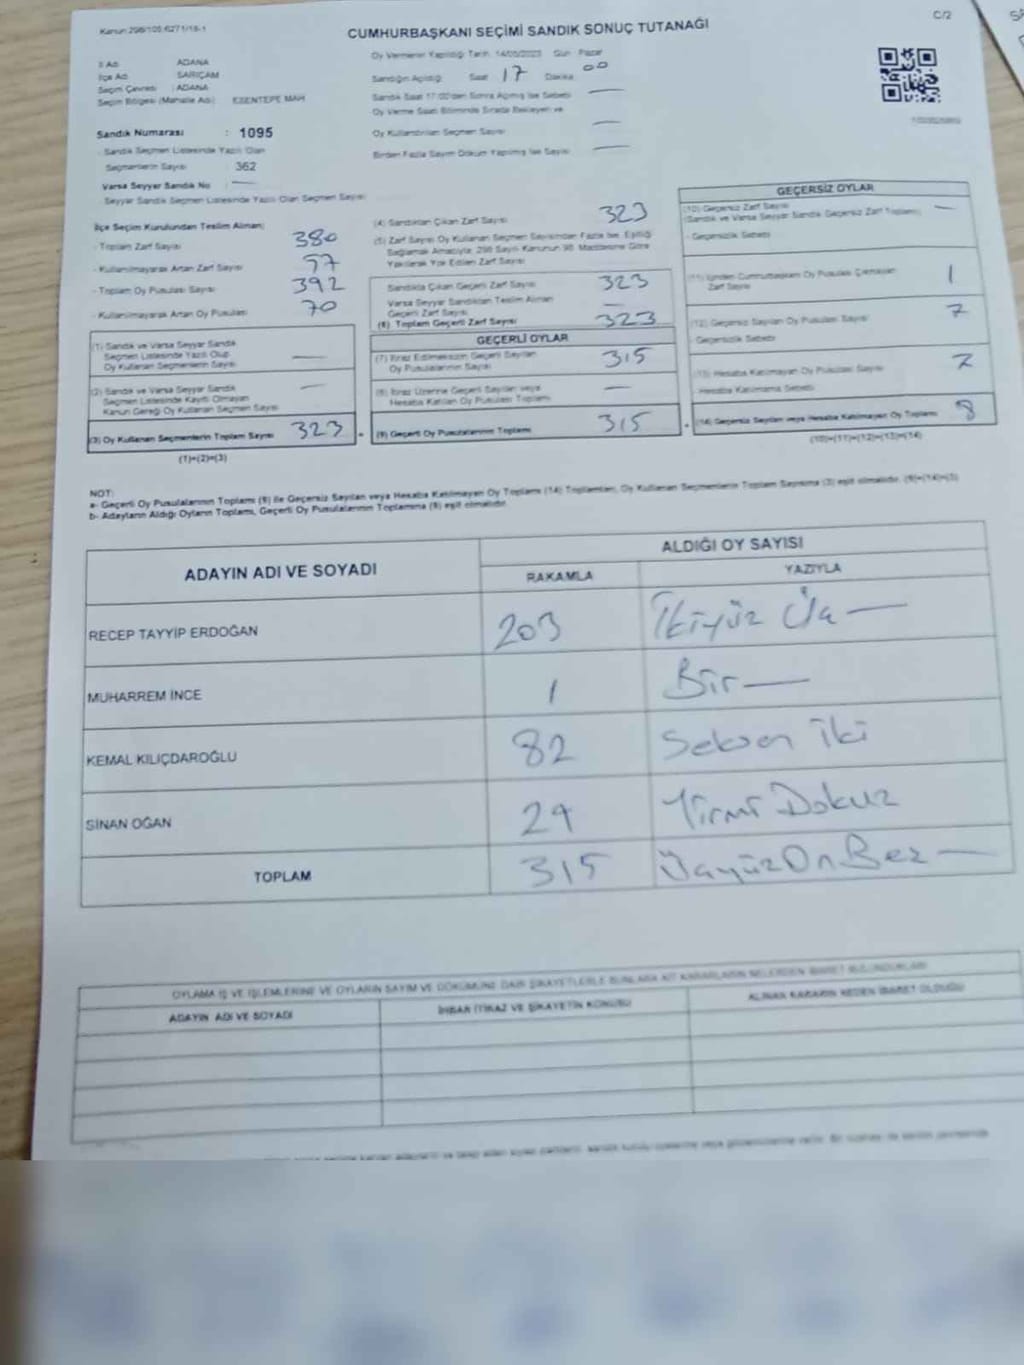 Kanun 298/105 6271/18-1
C/2
CUMHURBAŞKANI SEÇİMİ SANDIK SONUÇ TUTANAĞI
İl Adı ADANA
İlçe Adı SARIÇAM
Seçim Çevresi : ADANA
Seçim Bölgesi (Mahalle Adı) ESENTEPE MAH
Sandık Numarası : 1095
- Sandık Seçmen Listesinde Yazılı Olan
Seçmenlerin Sayısı : 362
Varsa Seyyar Sandık No : —
Seyyar Sandık Seçmen Listesinde Yazılı Olan Seçmen Sayısı
Oy Vermenin Yapıldığı Tarih 14/05/2023 Gün Pazar
Sandığın Açıldığı Saat 17 Dakika 00
Sandık Saat 17:00'den Sonra Açılmış İse Sebebi —
Oy Verme Saati Bitiminde Sırada Bekleyen ve
Oy Kullandırılan Seçmen Sayısı —
Birden Fazla Sayım Döküm Yapılmış İse Sayısı —
İlçe Seçim Kurulundan Teslim Alınan;
- Toplam Zarf Sayısı 380
- Kullanılmayarak Artan Zarf Sayısı 57
- Toplam Oy Pusulası Sayısı 392
- Kullanılmayarak Artan Oy Pusulası 70
(1) Sandık ve Varsa Seyyar Sandık
Seçmen Listesinde Yazılı Olup
Oy Kullanan Seçmenlerin Sayısı —
(2) Sandık ve Varsa Seyyar Sandık
Seçmen Listesinde Kayıtlı Olmayan
Kanun Gereği Oy Kullanan Seçmen Sayısı —
(3) Oy Kullanan Seçmenlerin Toplam Sayısı 323
(1)+(2)=(3)
(4) Sandıktan Çıkan Zarf Sayısı 323
(5) Zarf Sayısı Oy Kullanan Seçmen Sayısından Fazla İse, Eşitliği
Sağlamak Amacıyla; 298 Sayılı Kanunun 98. Maddesine Göre
Yakılarak Yok Edilen Zarf Sayısı
Sandıkta Çıkan Geçerli Zarf Sayısı 323
Varsa Seyyar Sandıktan Teslim Alınan
Geçerli Zarf Sayısı —
(6) Toplam Geçerli Zarf Sayısı 323
GEÇERLİ OYLAR
(7) İtiraz Edilmeksizin Geçerli Sayılan
Oy Pusulalarının Sayısı 315
(8) İtiraz Üzerine Geçerli Sayılan veya
Hesaba Katılan Oy Pusulası Toplamı —
(9) Geçerli Oy Pusulalarının Toplamı 315
GEÇERSİZ OYLAR
(10) Geçersiz Zarf Sayısı —
(Sandık ve Varsa Seyyar Sandık Geçersiz Zarf Toplamı)
- Geçersizlik Sebebi
(11) İçinden Cumhurbaşkanı Oy Pusulası Çıkmayan
Zarf Sayısı 1
(12) Geçersiz Sayılan Oy Pusulası Sayısı 7
- Geçersizlik Sebebi
(13) Hesaba Katılmayan Oy Pusulası Sayısı
- Hesaba Katılmama Sebebi
(14) Geçersiz Sayılan veya Hesaba Katılmayan Oy Toplamı 8
(10)+(11)+(12)+(13)=(14)
NOT:
a- Geçerli Oy Pusulalarının Toplamı (9) ile Geçersiz Sayılan veya Hesaba Katılmayan Oy Toplamı (14) Toplamları, Oy Kullanan Seçmenlerin Toplam Sayısına (3) eşit olmalıdır. (9)+(14)=(3)
b- Adayların Aldığı Oyların Toplamı, Geçerli Oy Pusulalarının Toplamına (9) eşit olmalıdır.
ADAYIN ADI VE SOYADI
ALDIĞI OY SAYISI
RAKAMLA YAZIYLA
RECEP TAYYİP ERDOĞAN 203 İkiyüz Üç —
MUHARREM İNCE 1 Bir —
KEMAL KILIÇDAROĞLU 82 Seksen iki
SİNAN OĞAN 29 Yirmi Dokuz
TOPLAM 315 Üçyüz On Beş —
OYLAMA İŞ VE İŞLEMLERİNE VE OYLARIN SAYIM VE DÖKÜMÜNE DAİR ŞİKAYETLERLE BUNLARA AİT KARARLARIN NELERDEN İBARET BULUNDUKLARI
ADAYIN ADI VE SOYADI
İHBAR İTİRAZ VE ŞİKAYETİN KONUSU
ALINAN KARARIN NEDEN İBARET OLDUĞU